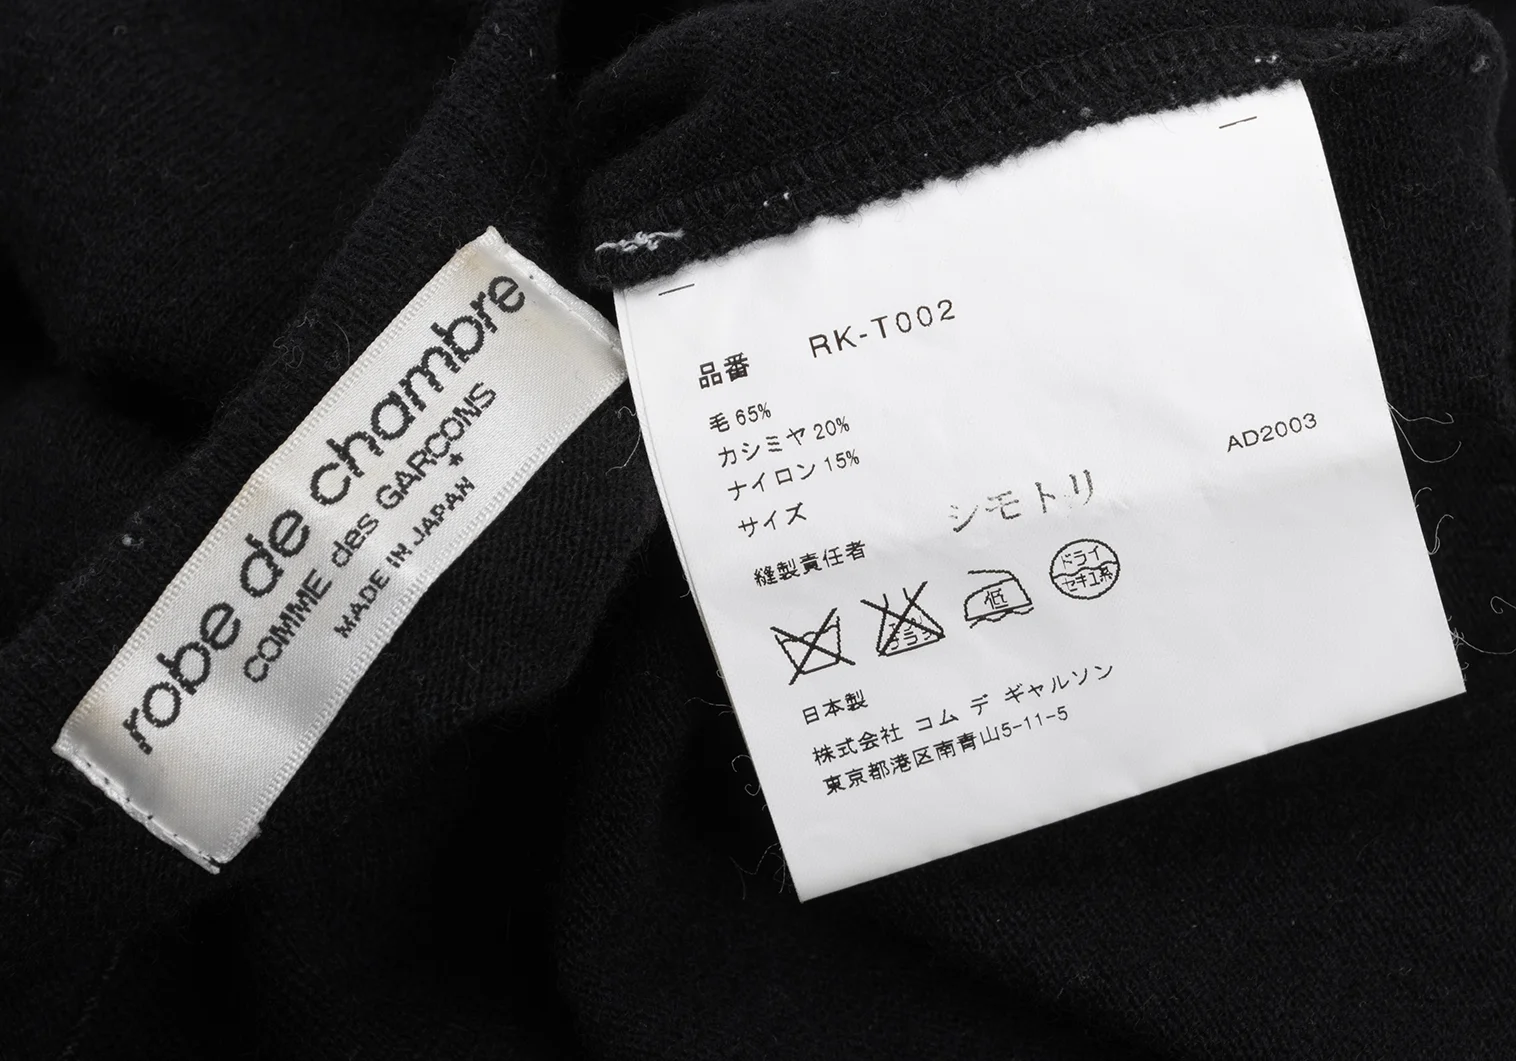 robe de chambre
COMME des GARCONS
*
MADE IN JAPAN
品番 RK-T002
毛 65%
カシミヤ 20%
ナイロン 15%
AD2003
サイズ
シモトリ
縫製責任者
低
ドライ
セキユ系
日本製
株式会社 コム デ ギャルソン
東京都港区南青山5-11-5